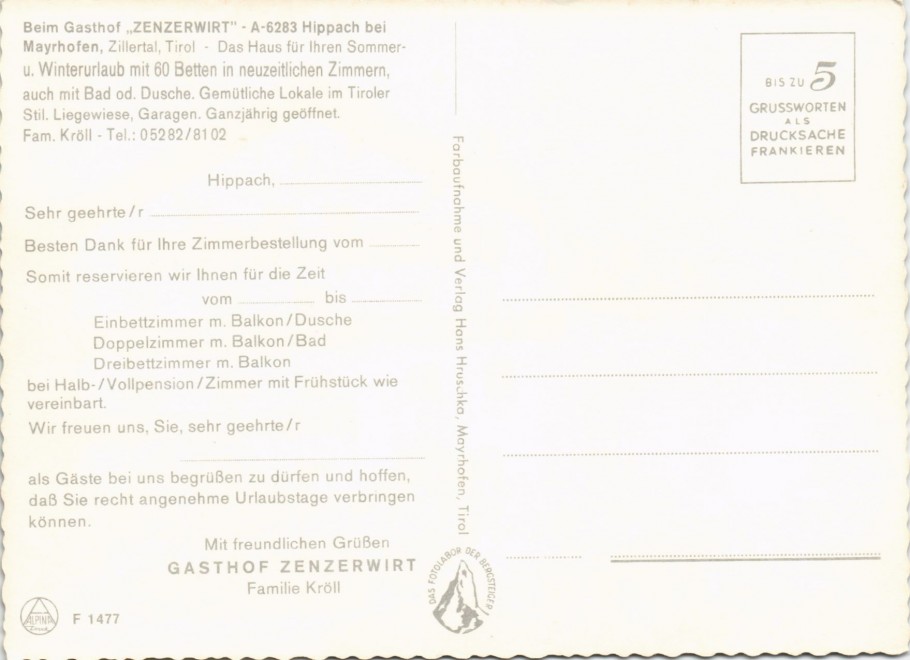 Beim Gasthof „ZENZERWIRT" - A-6283 Hippach bei
Mayrhofen, Zillertal, Tirol - Das Haus für Ihren Sommer-
u. Winterurlaub mit 60 Betten in neuzeitlichen Zimmern,
auch mit Bad od. Dusche. Gemütliche Lokale im Tiroler
Stil. Liegewiese, Garagen. Ganzjährig geöffnet.
Fam. Kröll - Tel.: 05282/8102
Hippach,
Sehr geehrte/r
Besten Dank für Ihre Zimmerbestellung vom
Somit reservieren wir Ihnen für die Zeit
vom bis
Einbettzimmer m. Balkon/Dusche
Doppelzimmer m. Balkon/Bad
Dreibettzimmer m. Balkon
bei Halb-/Vollpension/Zimmer mit Frühstück wie
vereinbart.
Wir freuen uns, Sie, sehr geehrte/r
als Gäste bei uns begrüßen zu dürfen und hoffen,
daß Sie recht angenehme Urlaubstage verbringen
können.
Mit freundlichen Grüßen
GASTHOF ZENZERWIRT
Familie Kröll
ALPINA
F 1477
Farbaufnahme und Verlag Hans Hruschka, Mayrhofen, Tirol
DAS FOTOLABOR DER BERGSTEIGER!
BIS ZU 5
GRUSSWORTEN
ALS
DRUCKSACHE
FRANKIEREN